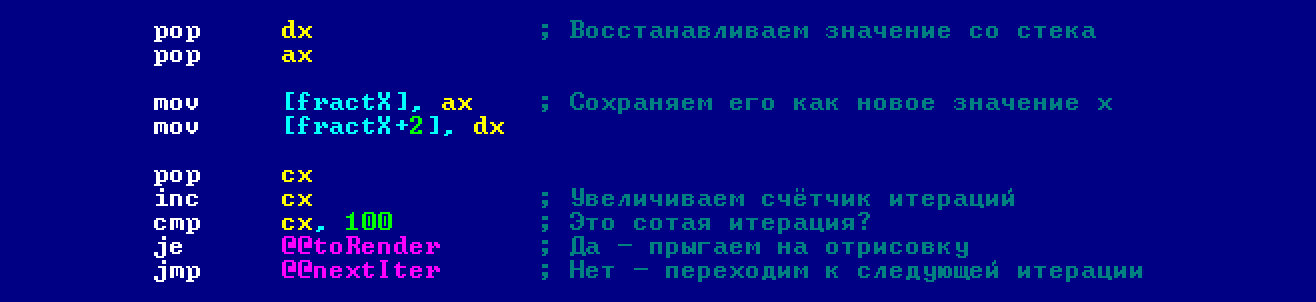 pop dx ; Восстанавливаем значение со стека
pop ax
mov [fractX], ax ; Сохраняем его как новое значение x
mov [fractX+2], dx
pop cx
inc cx ; Увеличиваем счётчик итераций
cmp cx, 100 ; Это сотая итерация?
je @@toRender ; Да – прыгаем на отрисовку
jmp @@nextIter ; Нет – переходим к следующей итерации